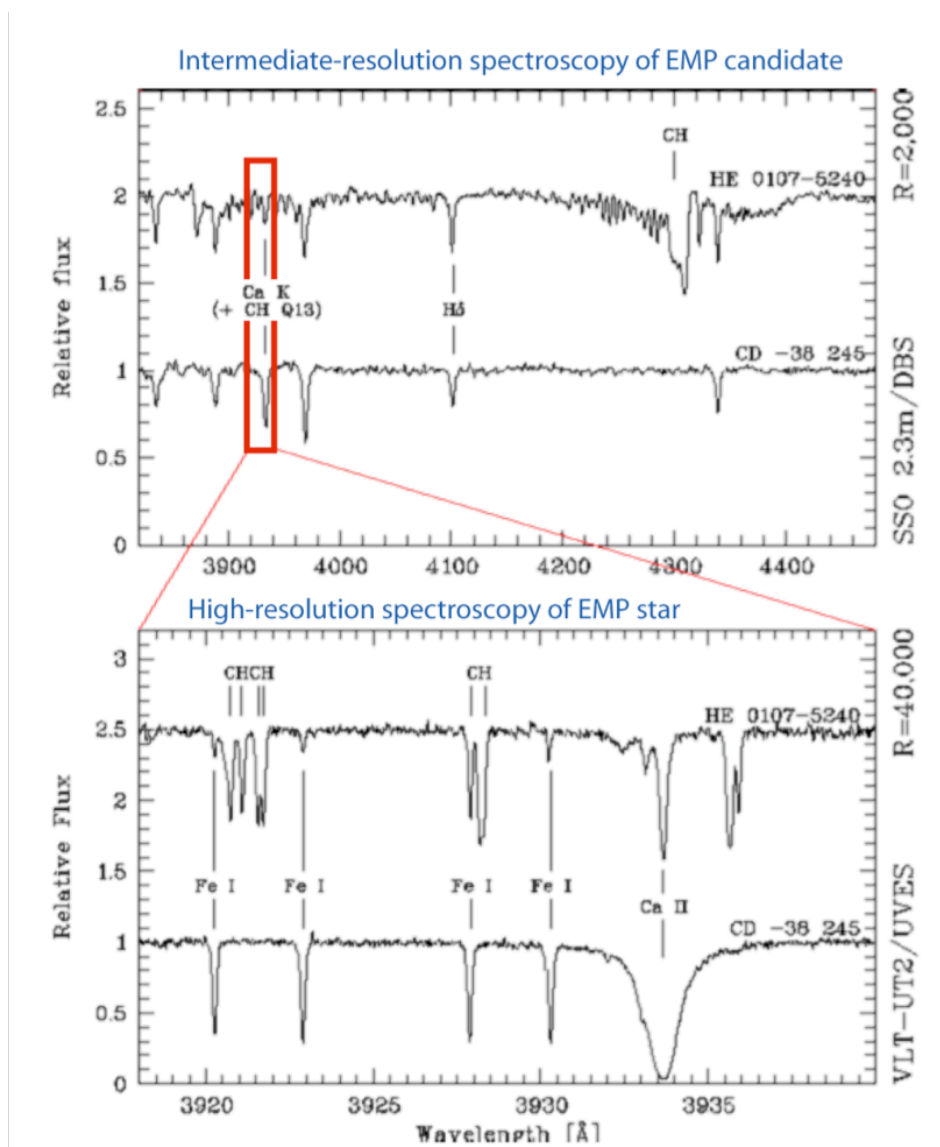 Intermediate-resolution spectroscopy of EMP candidate
2.5
2
1.5
1
0.5
0
Relative flux
CH
HE 0107-5240
Ca K
(+ CH Q13)
Hδ
CD -38 245
3900 4000 4100 4200 4300 4400
R=2,000
SSO 2.3m/DBS
High-resolution spectroscopy of EMP star
3
2.5
2
1.5
1
0.5
0
Relative Flux
CH CH CH
HE 0107-5240
Fe I Fe I Fe I Fe I
Ca II
CD -38 245
3920 3925 3930 3935
Wavelength [Å]
R=40,000
VLT-UT2/UVES